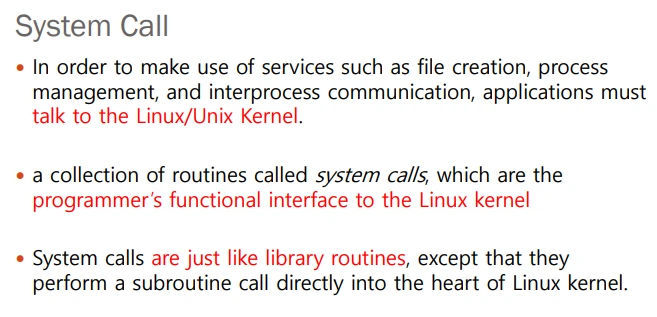 System Call
• In order to make use of services such as file creation, process
management, and interprocess communication, applications must
talk to the Linux/Unix Kernel.
• a collection of routines called system calls, which are the
programmer's functional interface to the Linux kernel
• System calls are just like library routines, except that they
perform a subroutine call directly into the heart of Linux kernel.